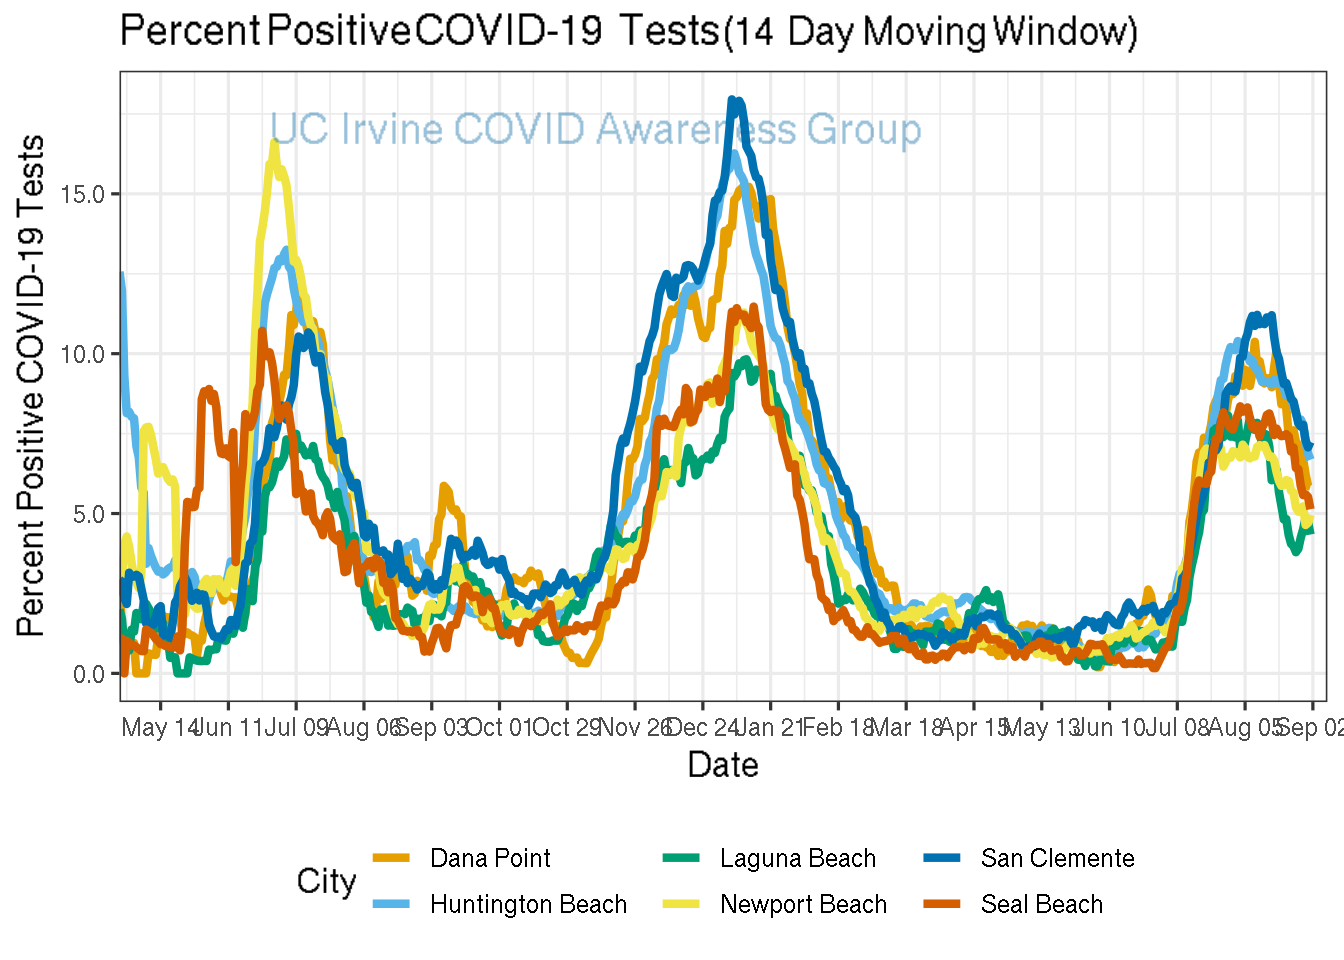 Percent Positive COVID-19 Tests(14 Day Moving Window)
UC Irvine COVID Awareness Group
Percent Positive COVID-19 Tests
15.0
10.0
5.0
0.0
May 14 Jun 11 Jul 09 Aug 06 Sep 03 Oct 01 Oct 29 Nov 26 Dec 24 Jan 21 Feb 18 Mar 18 Apr 15 May 13 Jun 10 Jul 08 Aug 05 Sep 02
Date
City
Dana Point Laguna Beach San Clemente
Huntington Beach Newport Beach Seal Beach